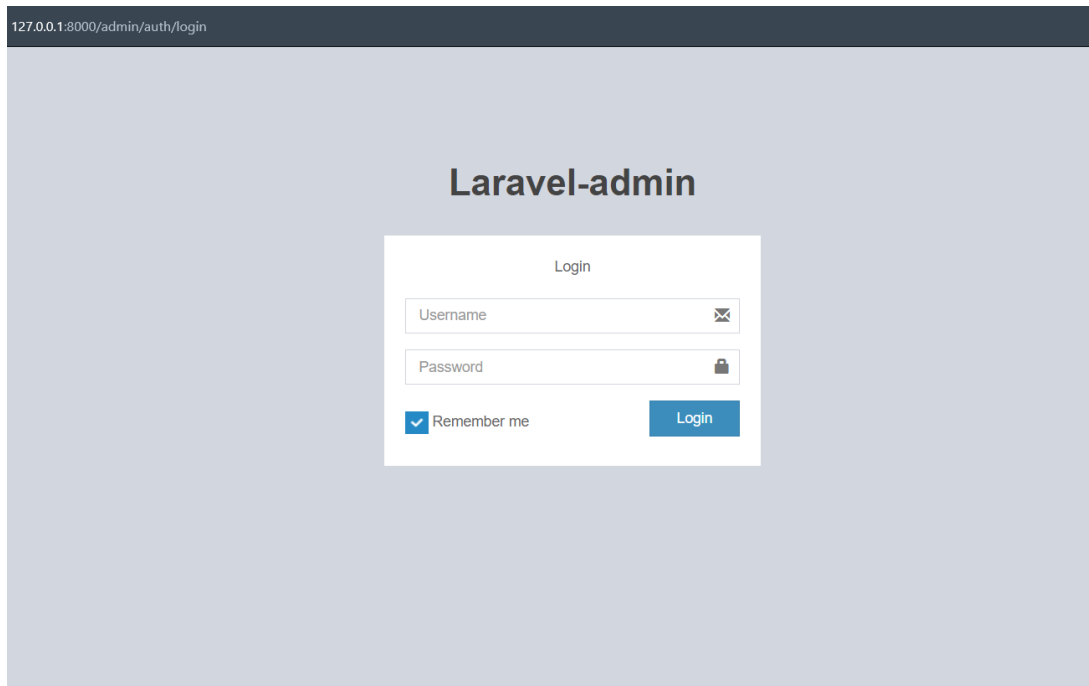 127.0.0.1:8000/admin/auth/login
Laravel-admin
Login
Username
Password
Remember me
Login